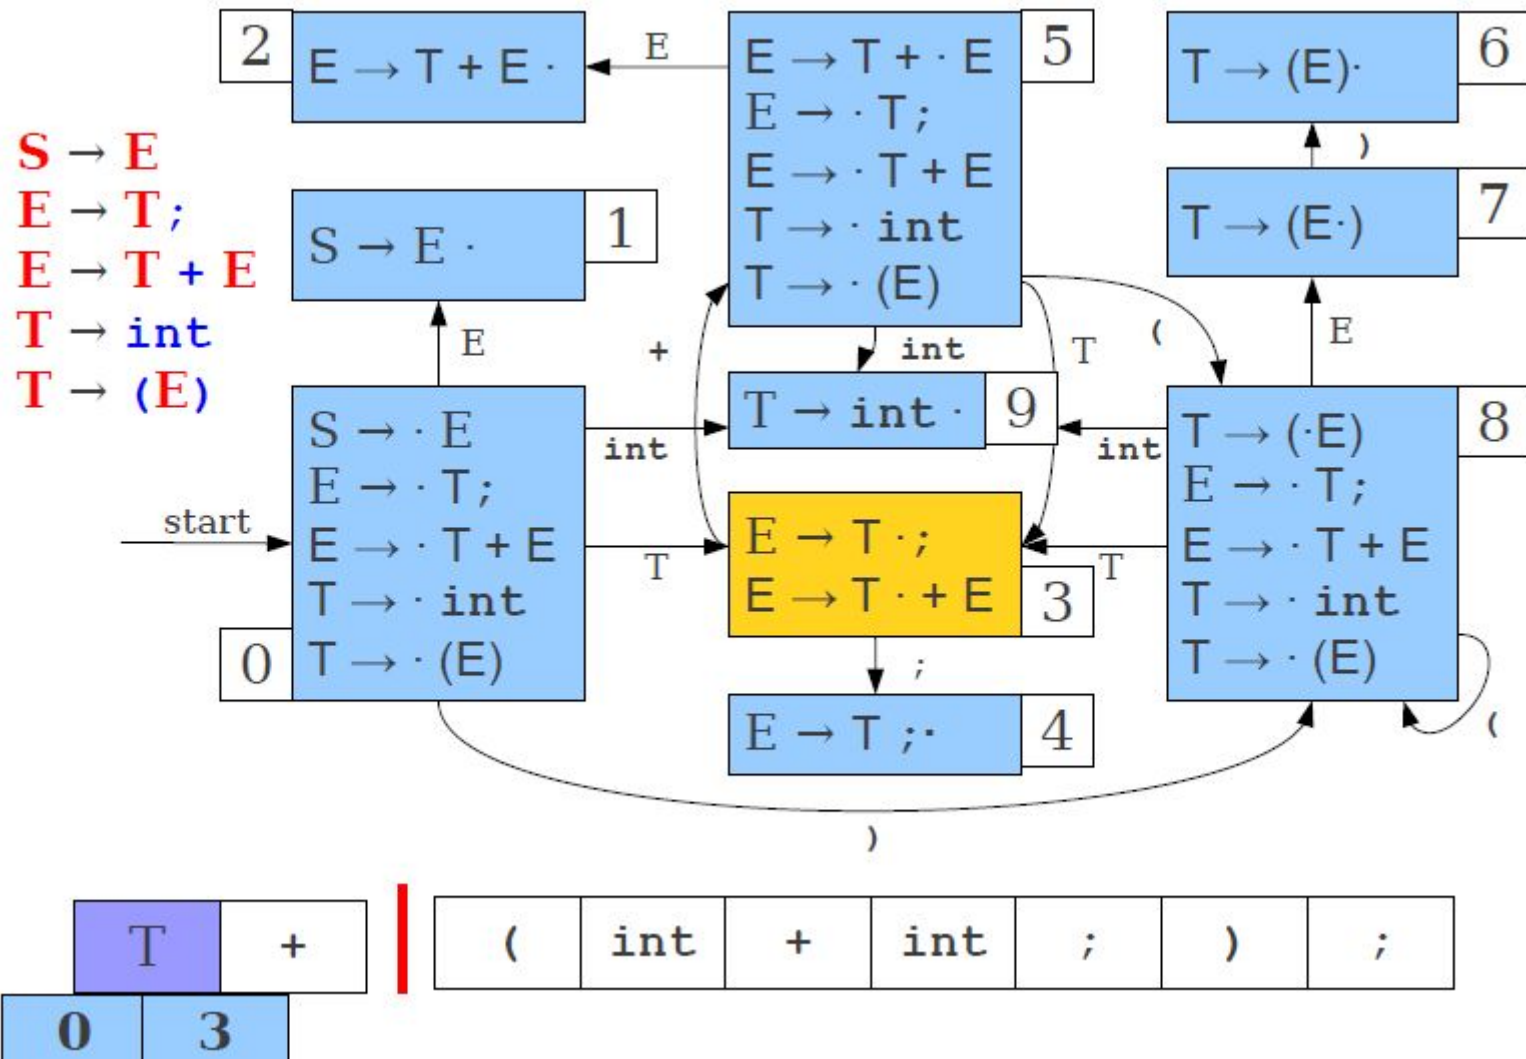 2
E → T + E ·
E
E → T + · E
E → · T ;
E → · T + E
T → · int
T → · (E)
5
T → (E)·
6
)
T → (E·)
7
S → E
E → T ;
E → T + E
T → int
T → (E)
S → E ·
1
E
+
int
T
(
E
S → · E
E → · T ;
E → · T + E
T → · int
T → · (E)
0
start
int
T → int ·
9
int
T → (·E)
E → · T ;
E → · T + E
T → · int
T → · (E)
8
T
E → T · ;
E → T · + E
3
T
;
E → T ;·
4
(
)
T +
( int + int ; ) ;
0 3